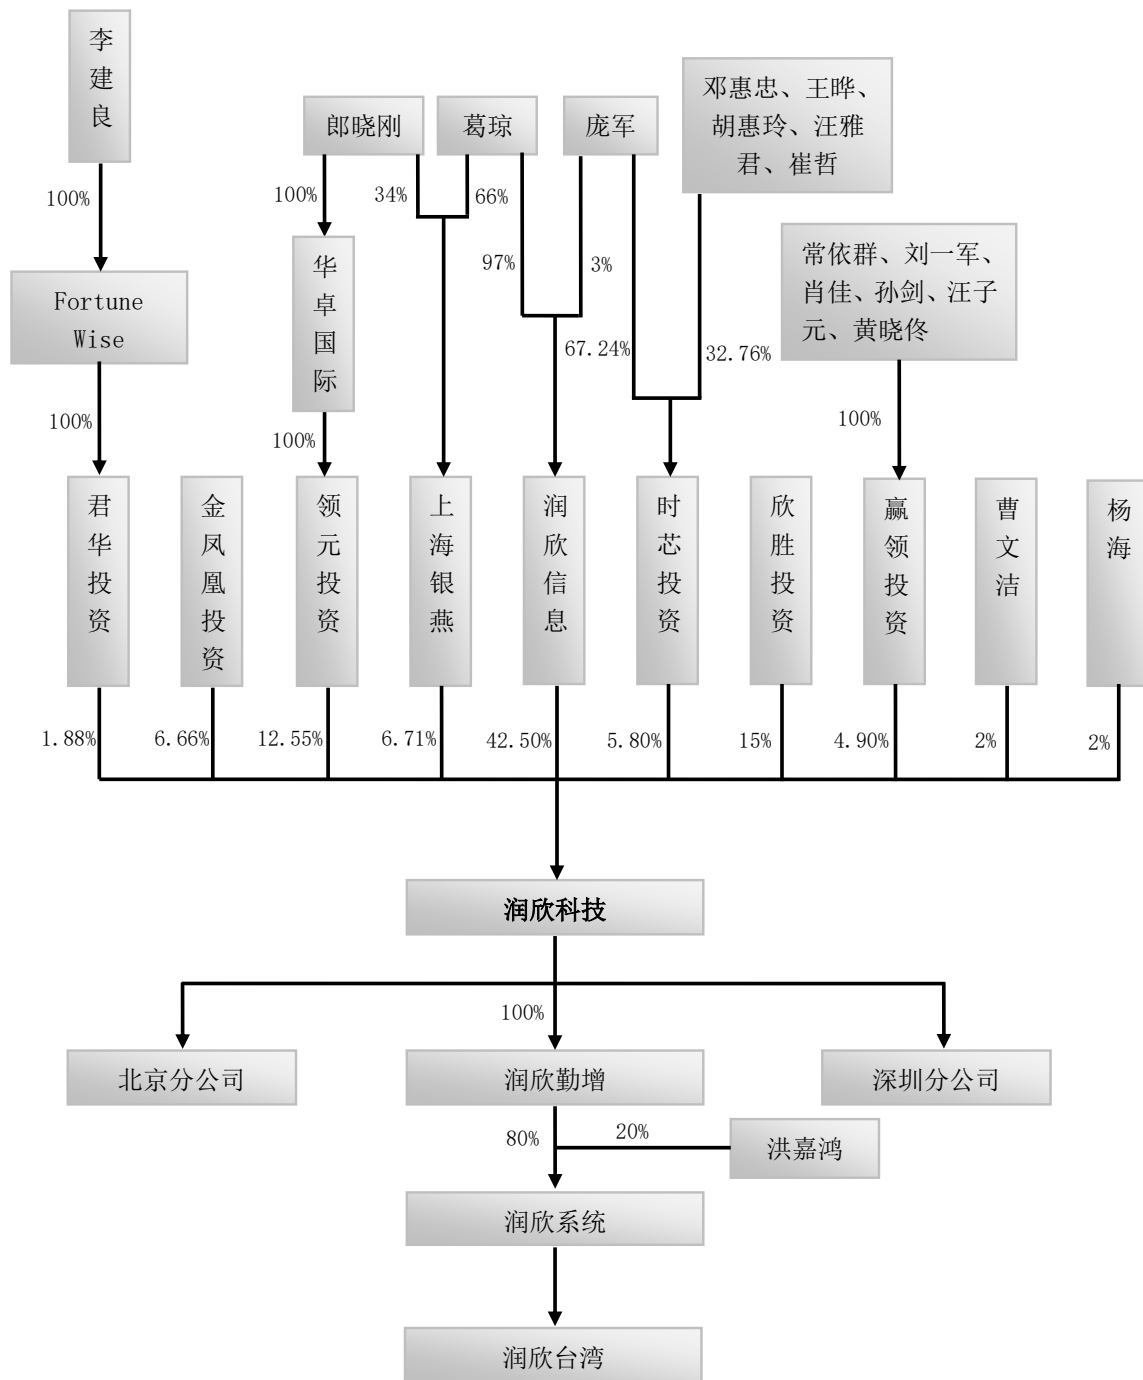 李建良
郎晓刚
葛琼
庞军
邓惠忠、王晔、
胡惠玲、汪雅
君、崔哲
100%
100%
34%
66%
97%
3%
华卓国际
常依群、刘一军、
肖佳、孙剑、汪子
元、黄晓佟
Fortune
Wise
67.24%
32.76%
100%
100%
100%
君华投资
金凤凰投资
领元投资
上海银燕
润欣信息
时芯投资
欣胜投资
赢领投资
曹文洁
杨海
1.88%
6.66%
12.55%
6.71%
42.50%
5.80%
15%
4.90%
2%
2%
润欣科技
100%
北京分公司
润欣勤增
深圳分公司
80%
20%
洪嘉鸿
润欣系统
润欣台湾